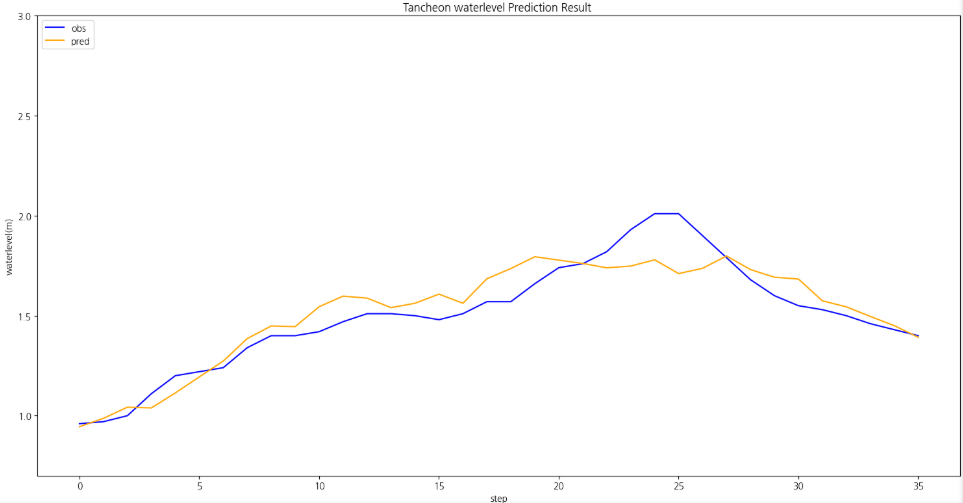 Tancheon waterlevel Prediction Result
obs
pred
3.0
2.5
2.0
1.5
1.0
waterlevel(m)
0 5 10 15 20 25 30 35
step